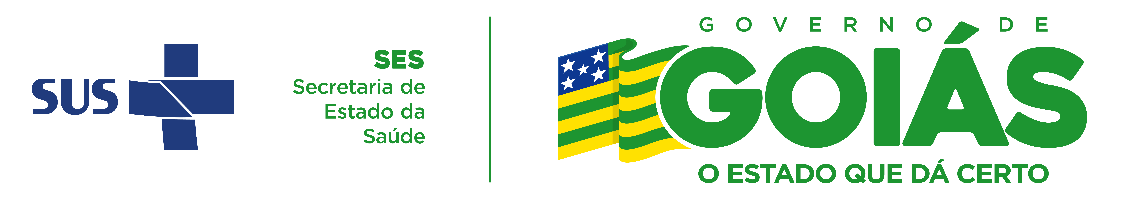 SUS
SES
Secretaria de
Estado da
Saúde
GOVERNO DE
GOIÁS
O ESTADO QUE DÁ CERTO